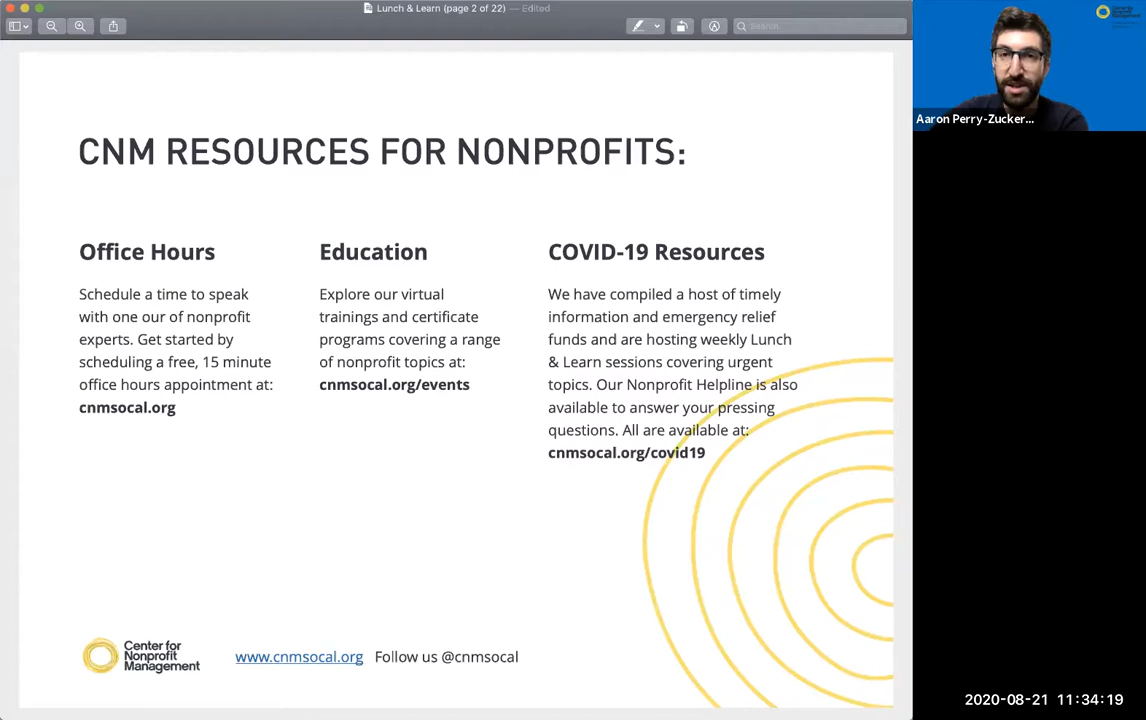 Lunch & Learn (page 2 of 22) — Edited
Search
CNM RESOURCES FOR NONPROFITS:
Office Hours
Schedule a time to speak
with one our of nonprofit
experts. Get started by
scheduling a free, 15 minute
office hours appointment at:
cnmsocal.org
Education
Explore our virtual
trainings and certificate
programs covering a range
of nonprofit topics at:
cnmsocal.org/events
COVID-19 Resources
We have compiled a host of timely
information and emergency relief
funds and are hosting weekly Lunch
& Learn sessions covering urgent
topics. Our Nonprofit Helpline is also
available to answer your pressing
questions. All are available at:
cnmsocal.org/covid19
Center for
Nonprofit
Management
www.cnmsocal.org Follow us @cnmsocal
Center for
Nonprofit
Management
Aaron Perry-Zucker...
2020-08-21 11:34:19